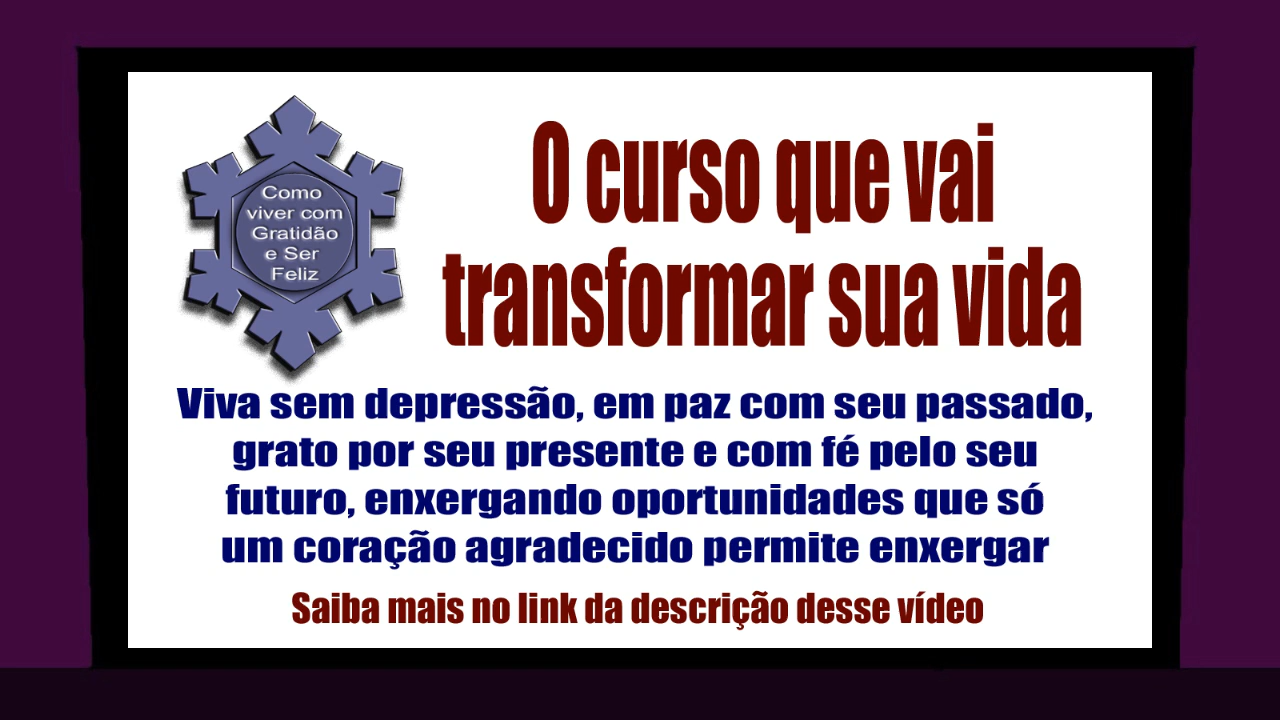 Como
viver com
Gratidão
e Ser
Feliz
O curso que vai
transformar sua vida
Viva sem depressão, em paz com seu passado,
grato por seu presente e com fé pelo seu
futuro, enxergando oportunidades que só
um coração agradecido permite enxergar
Saiba mais no link da descrição desse vídeo